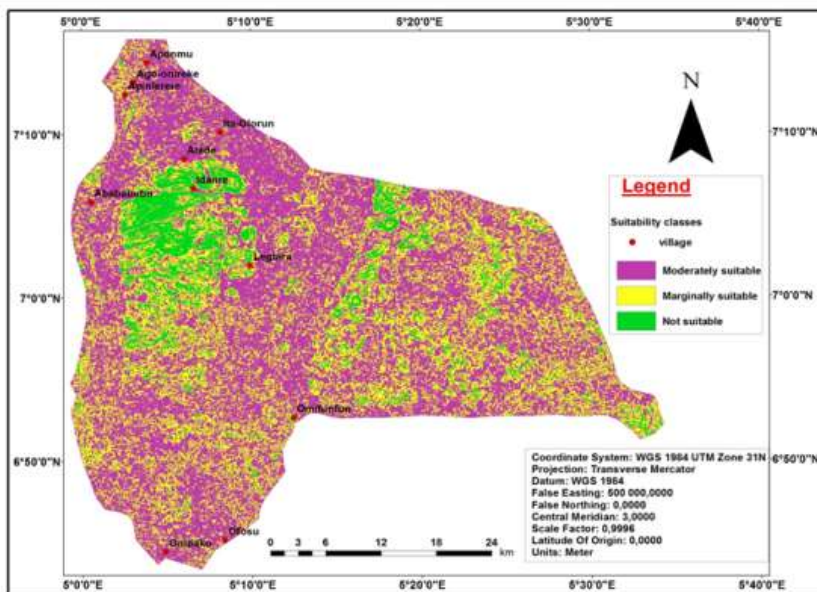 5°0'0"E 5°10'0"E 5°20'0"E 5°30'0"E 5°40'0"E
Aponmu
Ago-onireke
Apinlerere
Ita-Olorun
7°10'0"N 7°10'0"N
Atede
Idanre
N
Legbira
Legend
Suitability classes
village
Moderately suitable
Marginally suitable
Not suitable
7°0'0"N 7°0'0"N
Omifunfun
6°50'0"N 6°50'0"N
Coordinate System: WGS 1984 UTM Zone 31N
Projection: Transverse Mercator
Datum: WGS 1984
False Easting: 500 000,0000
False Northing: 0,0000
Central Meridian: 3,0000
Scale Factor: 0,9996
Latitude Of Origin: 0,0000
Units: Meter
Ofosu
0 3 6 12 18 24
km
5°0'0"E 5°10'0"E 5°20'0"E 5°30'0"E 5°40'0"E